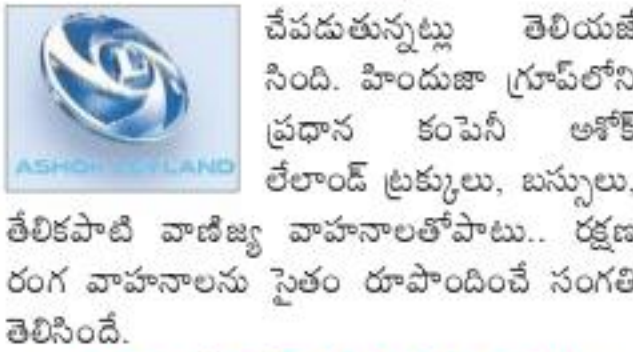 చేపడుతున్నట్లు తెలియజే
సింది. హిందుజా గ్రూప్‌లోని
ప్రధాన కంపెనీ అశోక్
లేలాండ్ ట్రక్కులు, బస్సులు,
తేలికపాటి వాణిజ్య వాహనాలతోపాటు.. రక్షణ
రంగ వాహనాలను సైతం రూపొందించే సంగతి
తెలిసిందే.
ASHOK LEYLAND